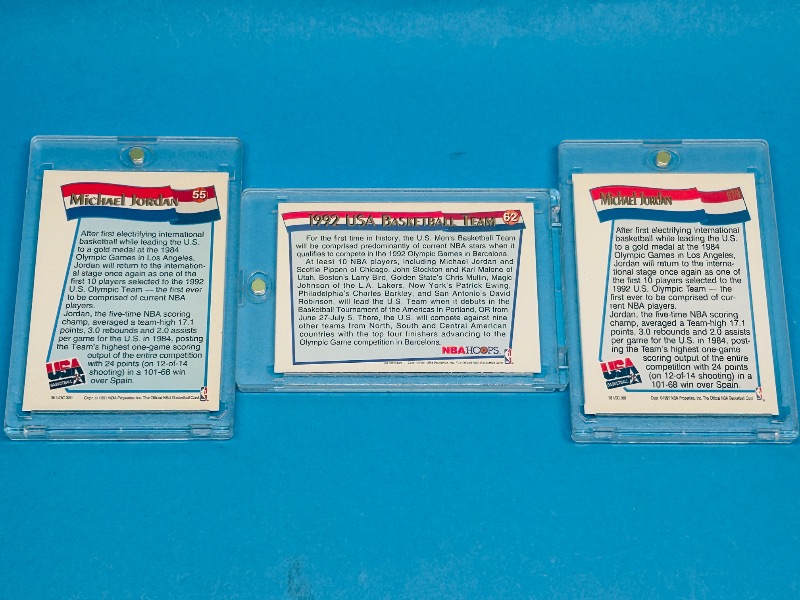 Michael Jordan 55
After first electrifying international
basketball while leading the U.S.
to a gold medal at the 1984
Olympic Games in Los Angeles,
Jordan will return to the internation-
al stage once again as one of the
first 10 players selected to the 1992
U.S. Olympic Team — the first ever
to be comprised of current NBA
players.
Jordan, the five-time NBA scoring
champ, averaged a team-high 17.1
points, 3.0 rebounds and 2.0 assists
per game for the U.S. in 1984, posting
the Team's highest one-game scoring
output of the entire competition
with 24 points (12-of-14
shooting) in a 101-68 win
over Spain.
USA
BASKETBALL
1992 USA Basketball Team 62
For the first time in history, the U.S. Men's Basketball Team
will be comprised predominantly of current NBA stars when it
qualifies to compete in the 1992 Olympic Games in Barcelona.
At least 10 NBA players, including Michael Jordan and
Scottie Pippen of Chicago, John Stockton and Karl Malone of
Utah, Boston's Larry Bird, Golden State's Chris Mullin, Magic
Johnson of the L.A. Lakers, New York's Patrick Ewing,
Philadelphia's Charles Barkley, and San Antonio's David
Robinson, will lead the U.S. Team when it debuts in the
Basketball Tournament of the Americas in Portland, OR from
June 27-July 5. There, the U.S. will compete against nine
other teams from North, South and Central American
countries with the top four finishers advancing to the
Olympic Game competition in Barcelona.
NBA HOOPS
Michael Jordan
After first electrifying international
basketball while leading the U.S.
to a gold medal at the 1984
Olympic Games in Los Angeles,
Jordan will return to the interna-
tional stage once again as one of the
first 10 players selected to the 1992
U.S. Olympic Team — the
first ever to be comprised of cur-
rent NBA players.
Jordan, the five-time NBA scoring
champ, averaged a team-high 17.1
points, 3.0 rebounds and 2.0 assists
per game for the U.S. in 1984, post-
ing the Team's highest one-game
scoring output of the entire
competition with 24 points
(on 12-of-14 shooting) in a
101-68 win over Spain.
USA
BASKETBALL